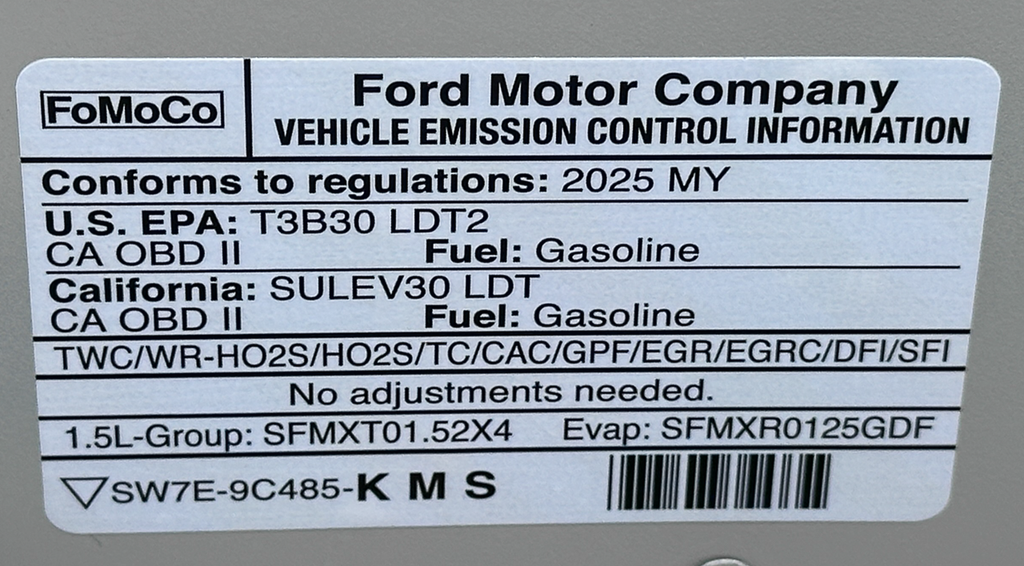 FoMoCo
Ford Motor Company
VEHICLE EMISSION CONTROL INFORMATION
Conforms to regulations: 2025 MY
U.S. EPA: T3B30 LDT2
CA OBD II Fuel: Gasoline
California: SULEV30 LDT
CA OBD II Fuel: Gasoline
TWC/WR-HO2S/HO2S/TC/CAC/GPF/EGR/EGRC/DFI/SFI
No adjustments needed.
1.5L-Group: SFMXT01.52X4 Evap: SFMXR0125GDF
SW7E-9C485-K M S